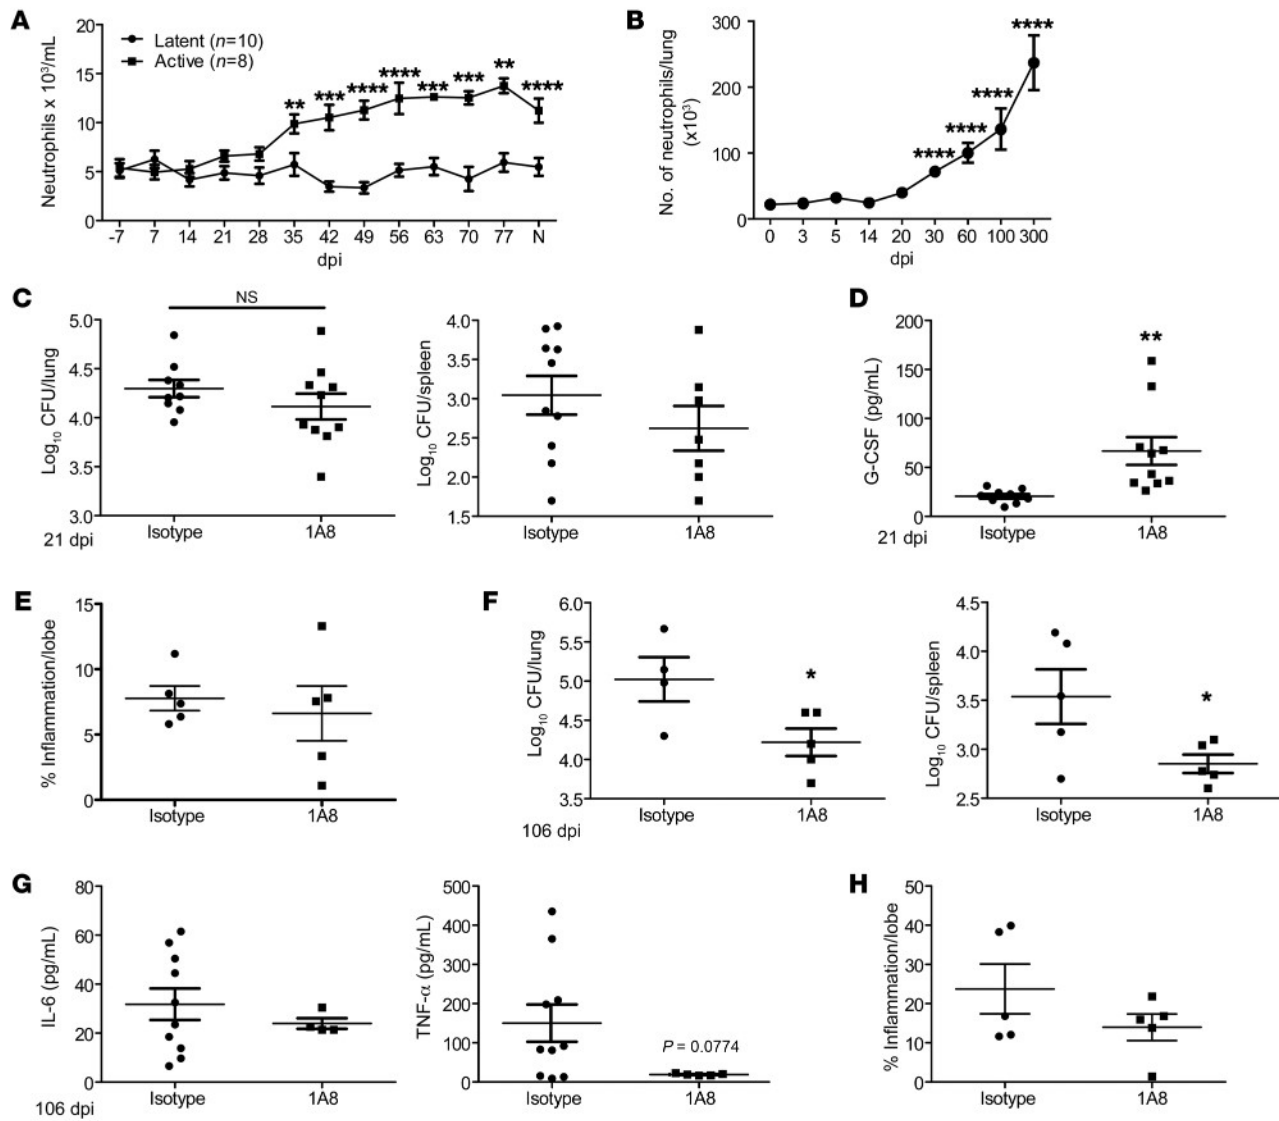 A
Neutrophils x 10³/mL
20
15
10
5
0
Latent (n=10)
Active (n=8)
**
***
****
****
***
***
**
****
-7 7 14 21 28 35 42 49 56 63 70 77 N
dpi
B
No. of neutrophils/lung
(x10³)
300
200
100
0
****
****
****
****
0 3 5 14 20 30 60 100 300
dpi
C
NS
Log₁₀ CFU/lung
5.0
4.5
4.0
3.5
3.0
Isotype 1A8
21 dpi
Log₁₀ CFU/spleen
4.0
3.5
3.0
2.5
2.0
1.5
Isotype 1A8
D
G-CSF (pg/mL)
200
150
100
50
0
**
Isotype 1A8
21 dpi
E
% Inflammation/lobe
15
10
5
0
Isotype 1A8
F
Log₁₀ CFU/lung
6.0
5.5
5.0
4.5
4.0
3.5
*
Isotype 1A8
106 dpi
Log₁₀ CFU/spleen
4.5
4.0
3.5
3.0
2.5
*
Isotype 1A8
G
IL-6 (pg/mL)
80
60
40
20
0
Isotype 1A8
106 dpi
TNF-α (pg/mL)
500
400
300
200
100
0
P = 0.0774
Isotype 1A8
H
% Inflammation/lobe
50
40
30
20
10
0
Isotype 1A8